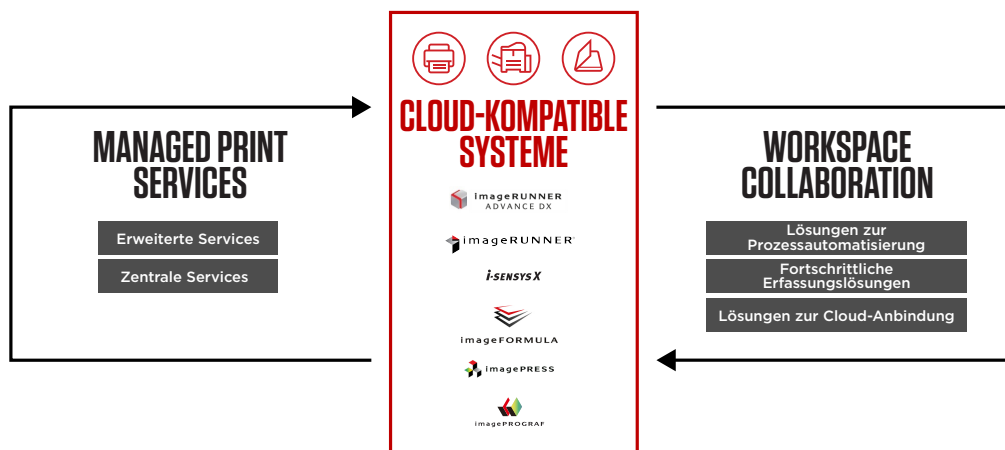 MANAGED PRINT
SERVICES
Erweiterte Services
Zentrale Services
CLOUD-KOMPATIBLE
SYSTEME
imageRUNNER
ADVANCE DX
imageRUNNER
i-SENSYS X
imageFORMULA
imagePRESS
imagePROGRAF
WORKSPACE
COLLABORATION
Lösungen zur
Prozessautomatisierung
Fortschrittliche
Erfassungslösungen
Lösungen zur Cloud-Anbindung